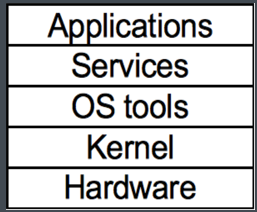 Applications
Services
OS tools
Kernel
Hardware